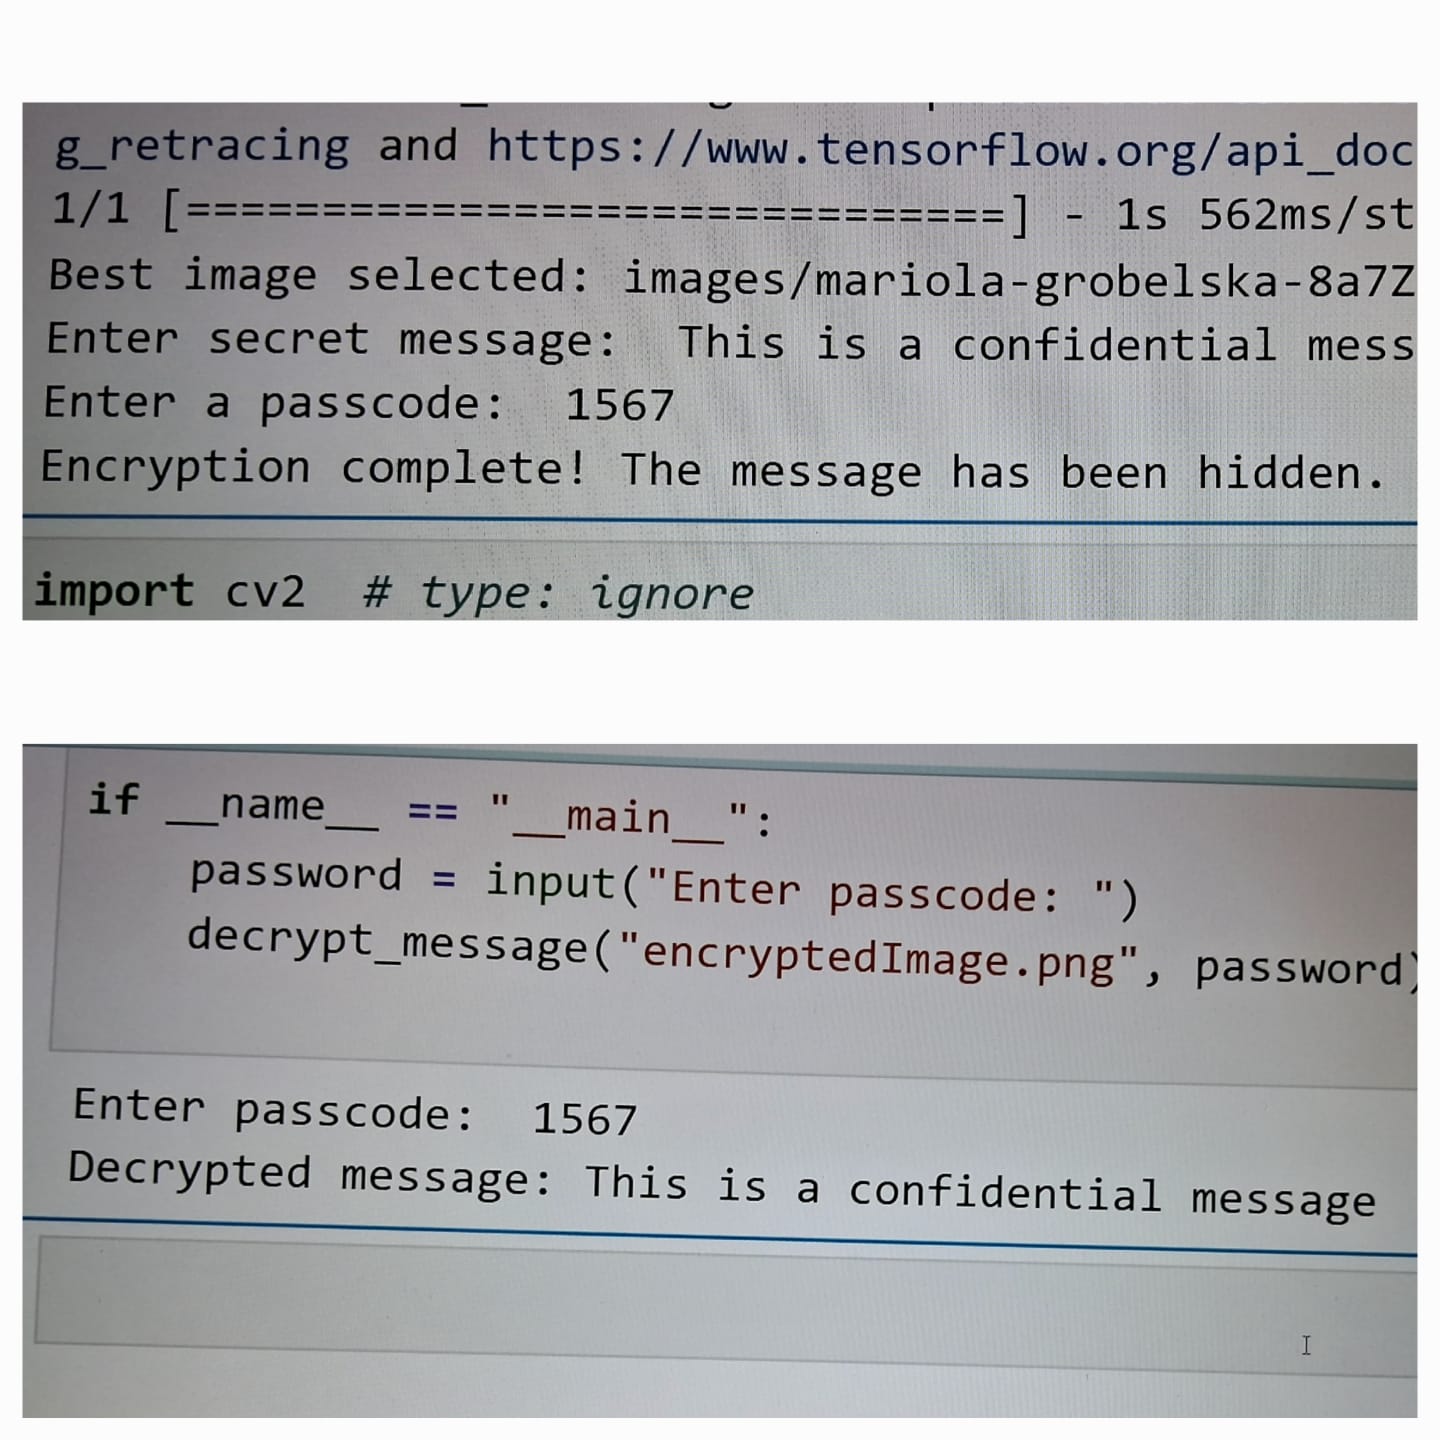 g_retracing and https://www.tensorflow.org/api_doc
1/1 [==============================] - 1s 562ms/st
Best image selected: images/mariola-grobelska-8a7Z
Enter secret message:  This is a confidential mess
Enter a passcode:  1567
Encryption complete! The message has been hidden.
import cv2  # type: ignore
if __name__ == "__main__":
    password = input("Enter passcode: ")
    decrypt_message("encryptedImage.png", password)
Enter passcode:  1567
Decrypted message: This is a confidential message